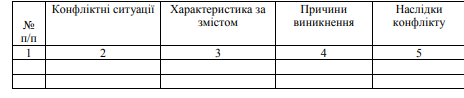 №
п/п
Конфліктні ситуації
Характеристика за
змістом
Причини
виникнення
Наслідки
конфлікту
1 2 3 4 5